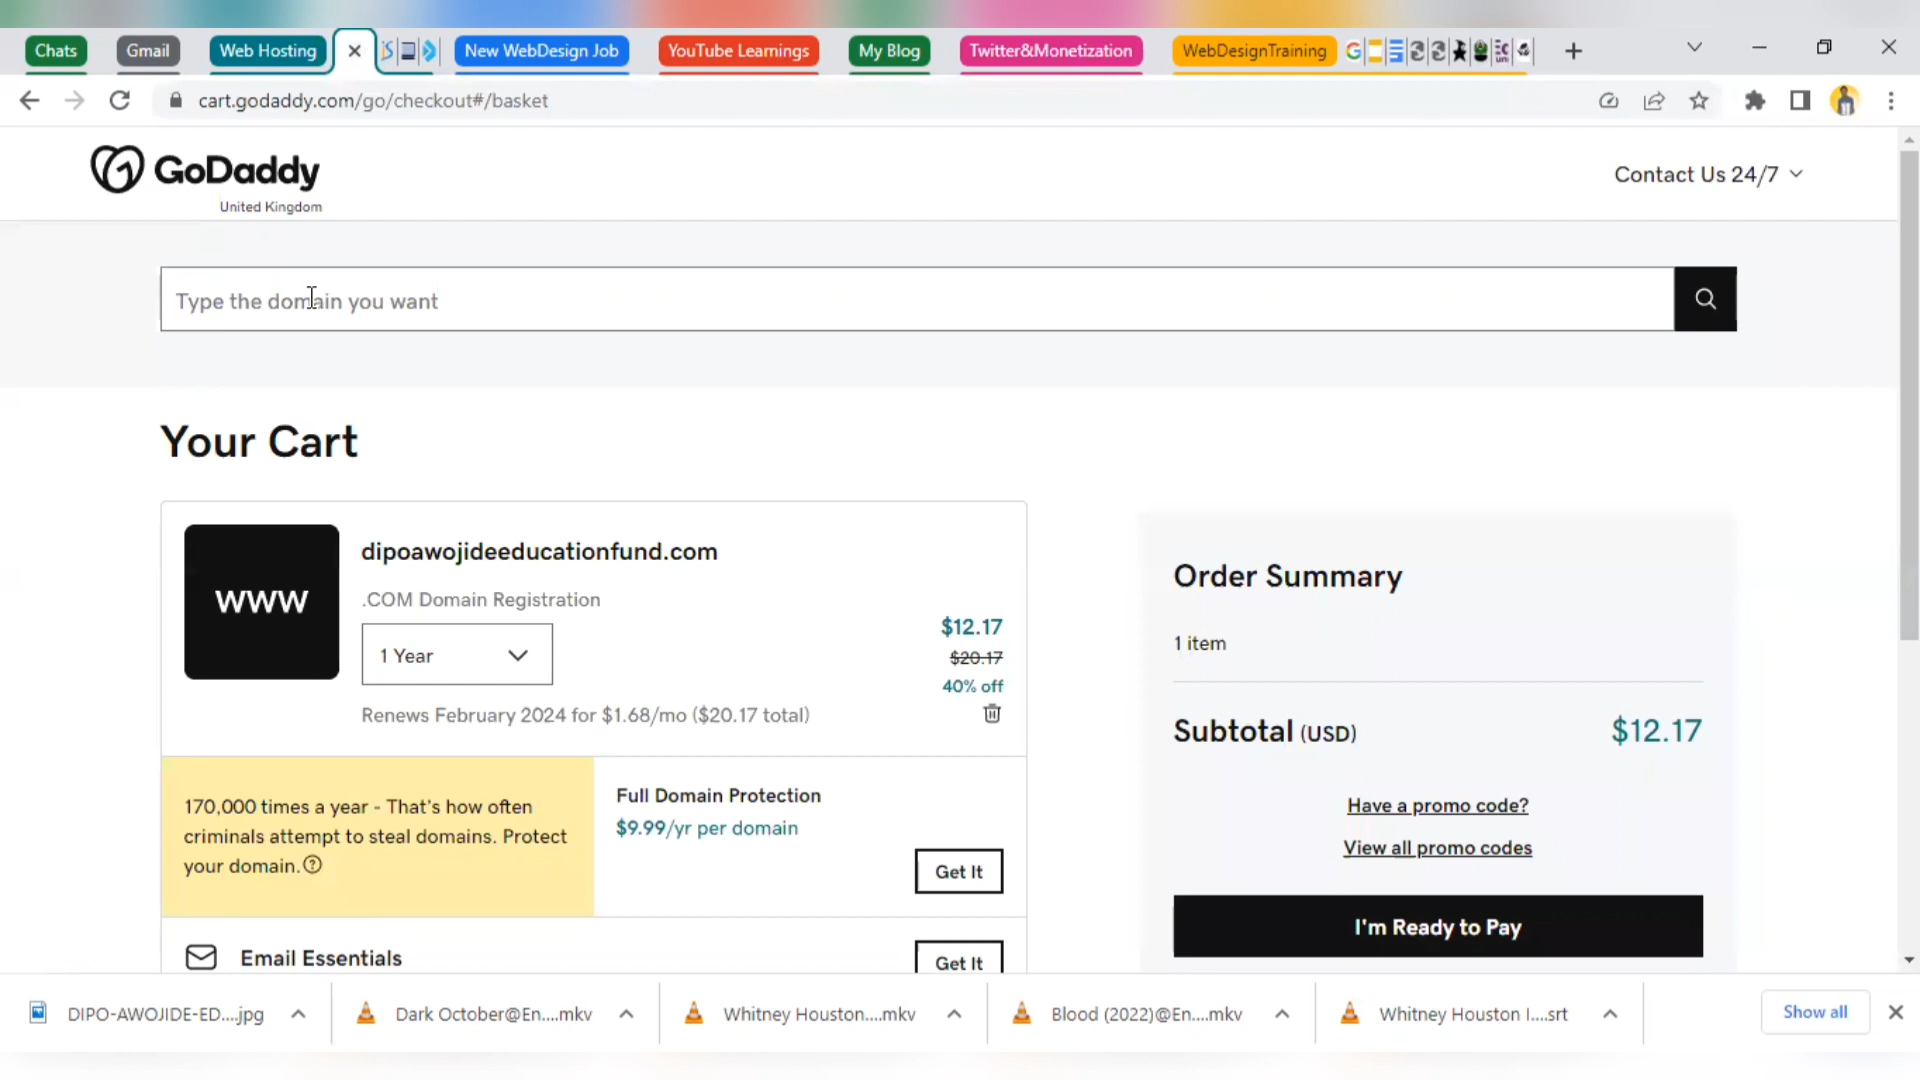 Chats
Gmail
Web Hosting
New WebDesign Job
YouTube Learnings
My Blog
Twitter&Monetization
WebDesignTraining
cart.godaddy.com/go/checkout#/basket
GoDaddy
United Kingdom
Contact Us 24/7
Type the domain you want
Your Cart
www
dipoawojideeducationfund.com
.COM Domain Registration
1 Year
$12.17
$20.17
40% off
Renews February 2024 for $1.68/mo ($20.17 total)
170,000 times a year - That's how often
criminals attempt to steal domains. Protect
your domain.
Full Domain Protection
$9.99/yr per domain
Get It
Email Essentials
Get It
Order Summary
1 item
Subtotal (USD)
$12.17
Have a promo code?
View all promo codes
I'm Ready to Pay
DIPO-AWOJIDE-ED....jpg
Dark October@En....mkv
Whitney Houston....mkv
Blood (2022)@En....mkv
Whitney Houston I....srt
Show all